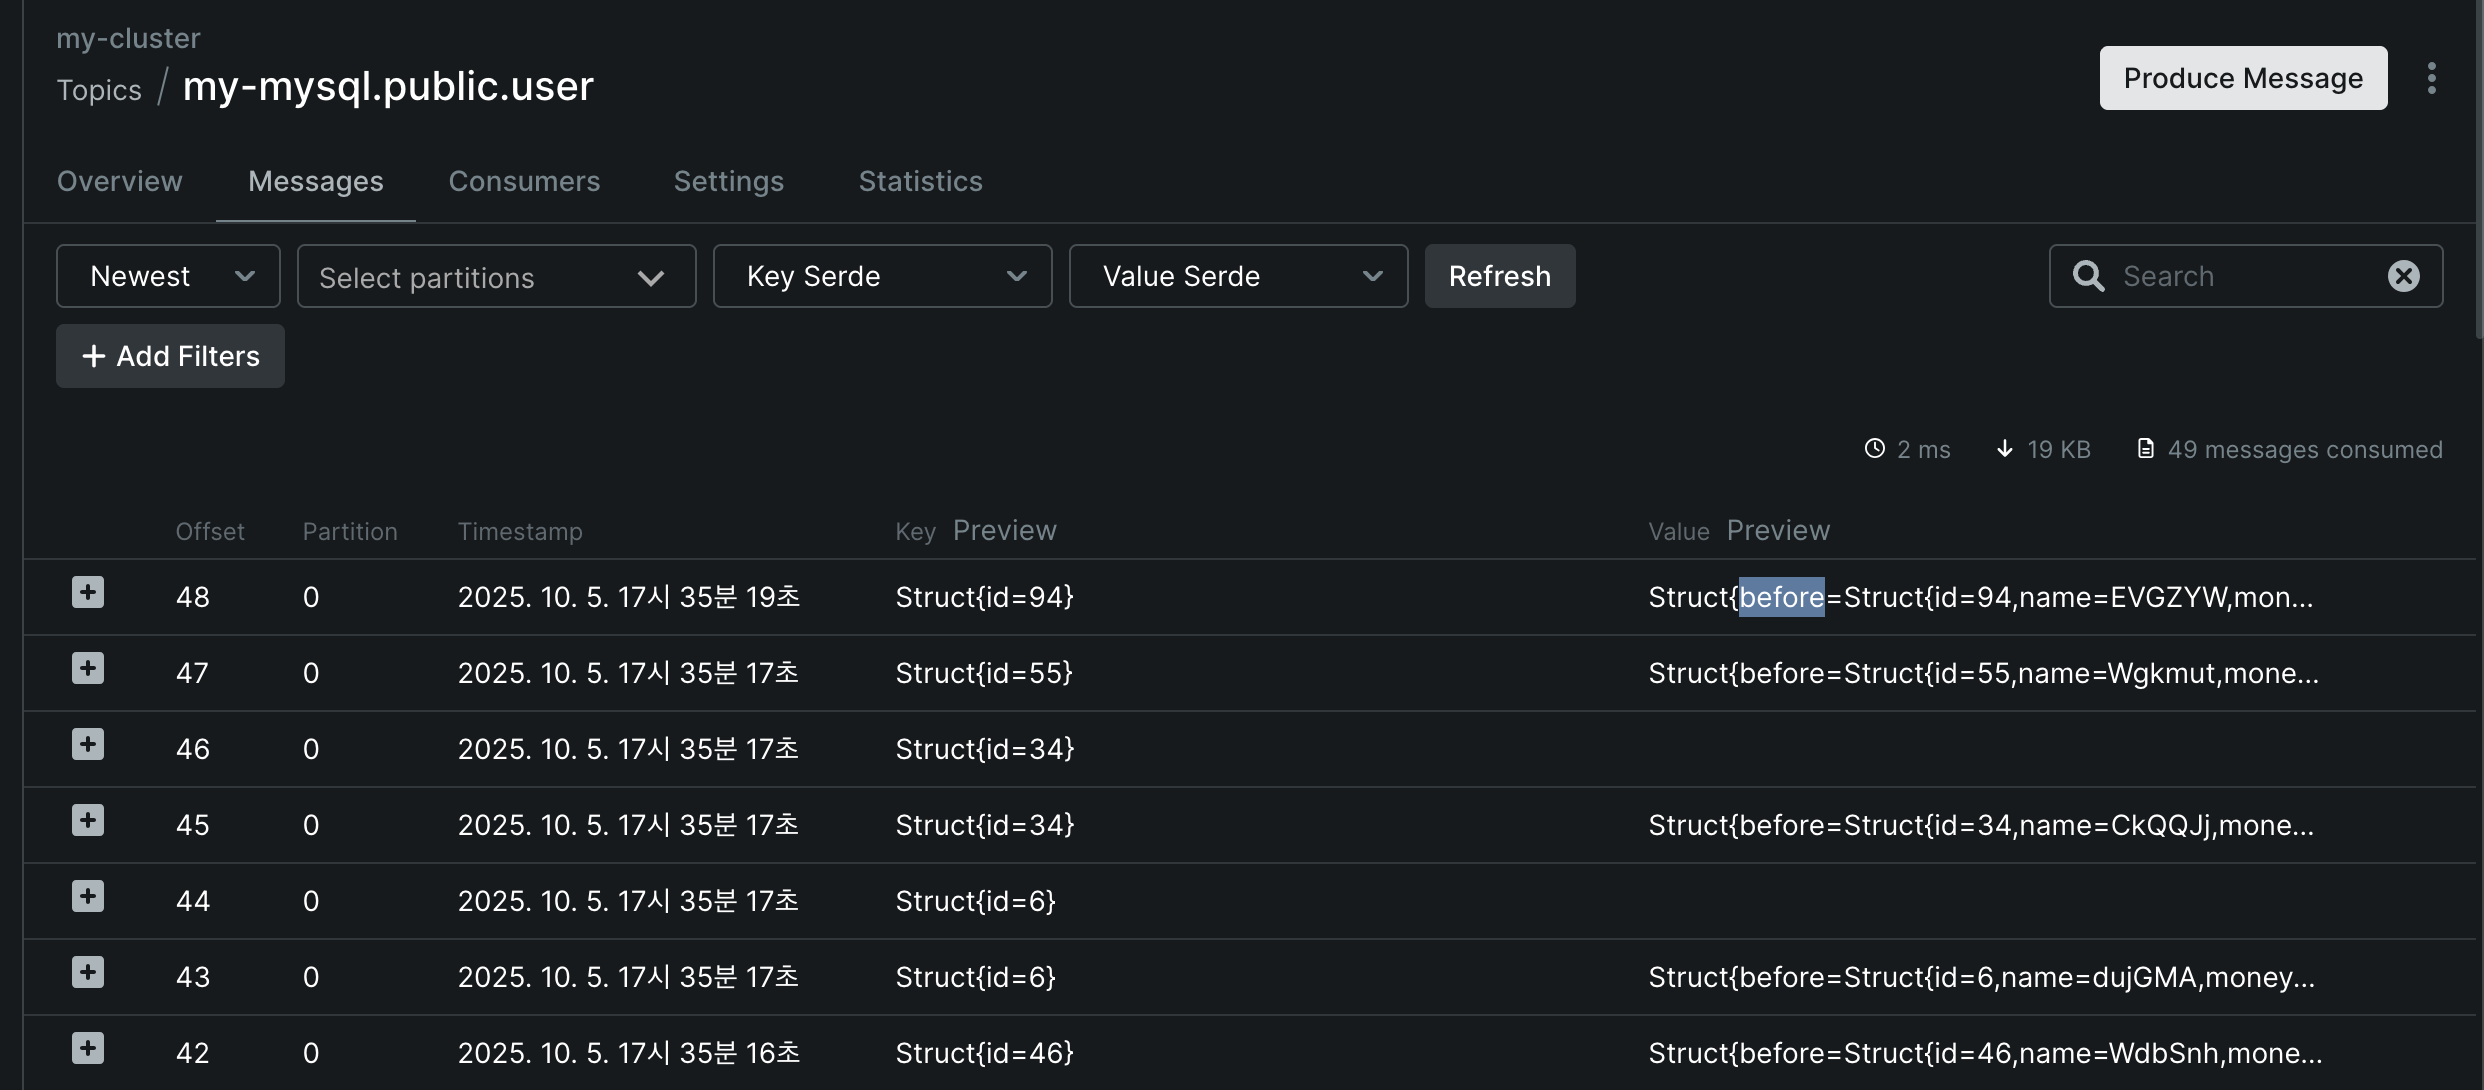 my-cluster
Topics / my-mysql.public.user
Produce Message
Overview Messages Consumers Settings Statistics
Newest Select partitions Key Serde Value Serde Refresh Search
+ Add Filters
2 ms 19 KB 49 messages consumed
Offset Partition Timestamp Key Preview Value Preview
48 0 2025. 10. 5. 17시 35분 19초 Struct{id=94} Struct{before=Struct{id=94,name=EVGZYW,mon...
47 0 2025. 10. 5. 17시 35분 17초 Struct{id=55} Struct{before=Struct{id=55,name=Wgkmut,mone...
46 0 2025. 10. 5. 17시 35분 17초 Struct{id=34}
45 0 2025. 10. 5. 17시 35분 17초 Struct{id=34} Struct{before=Struct{id=34,name=CkQQJj,mone...
44 0 2025. 10. 5. 17시 35분 17초 Struct{id=6}
43 0 2025. 10. 5. 17시 35분 17초 Struct{id=6} Struct{before=Struct{id=6,name=dujGMA,money...
42 0 2025. 10. 5. 17시 35분 16초 Struct{id=46} Struct{before=Struct{id=46,name=WdbSnh,mone...